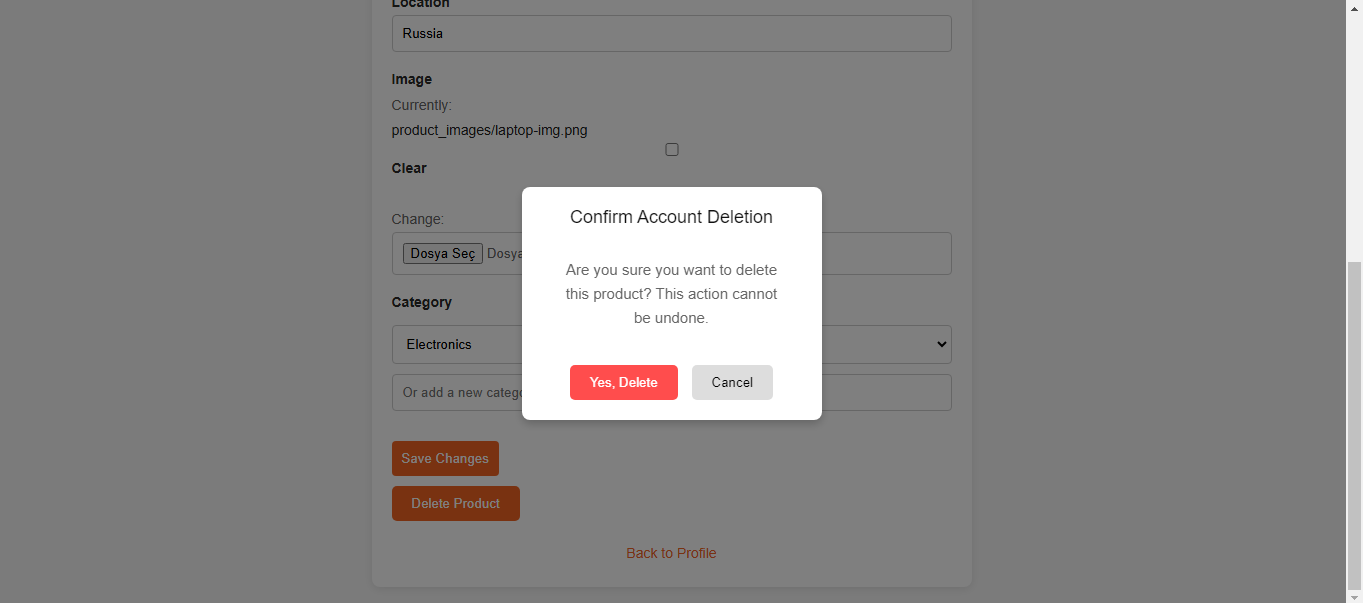 Location
Russia
Image
Currently:
product_images/laptop-img.png
Clear
Change:
Dosya Seç Dosya
Category
Electronics
Or add a new catego
Confirm Account Deletion
Are you sure you want to delete
this product? This action cannot
be undone.
Yes, Delete Cancel
Save Changes
Delete Product
Back to Profile